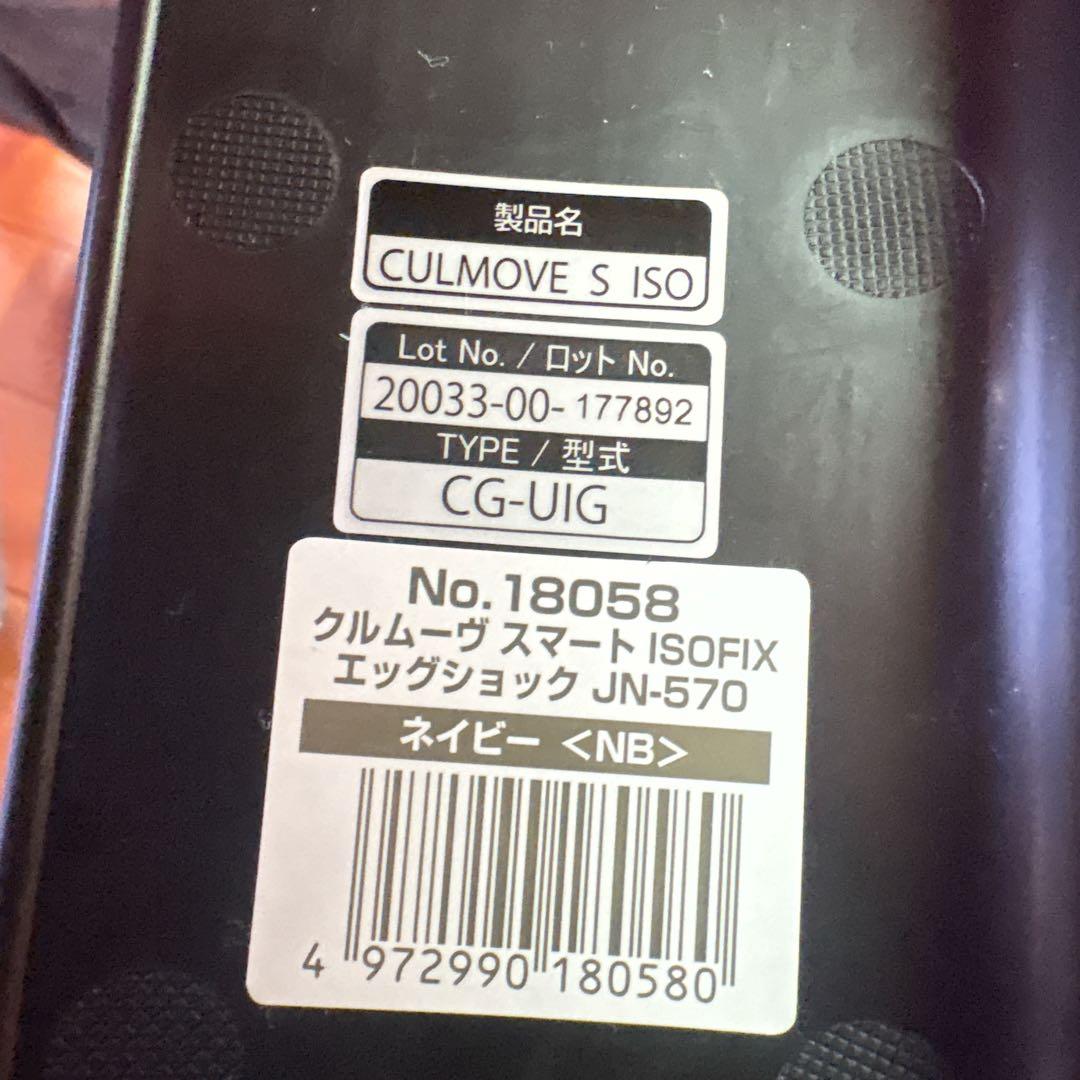 製品名
CULMOVE S ISO
Lot No. / ロット No.
20033-00-177892
TYPE / 型式
CG-UIG
No.18058
クルムーヴ スマート ISOFIX
エッグショック JN-570
ネイビー <NB>
4 972990 180580